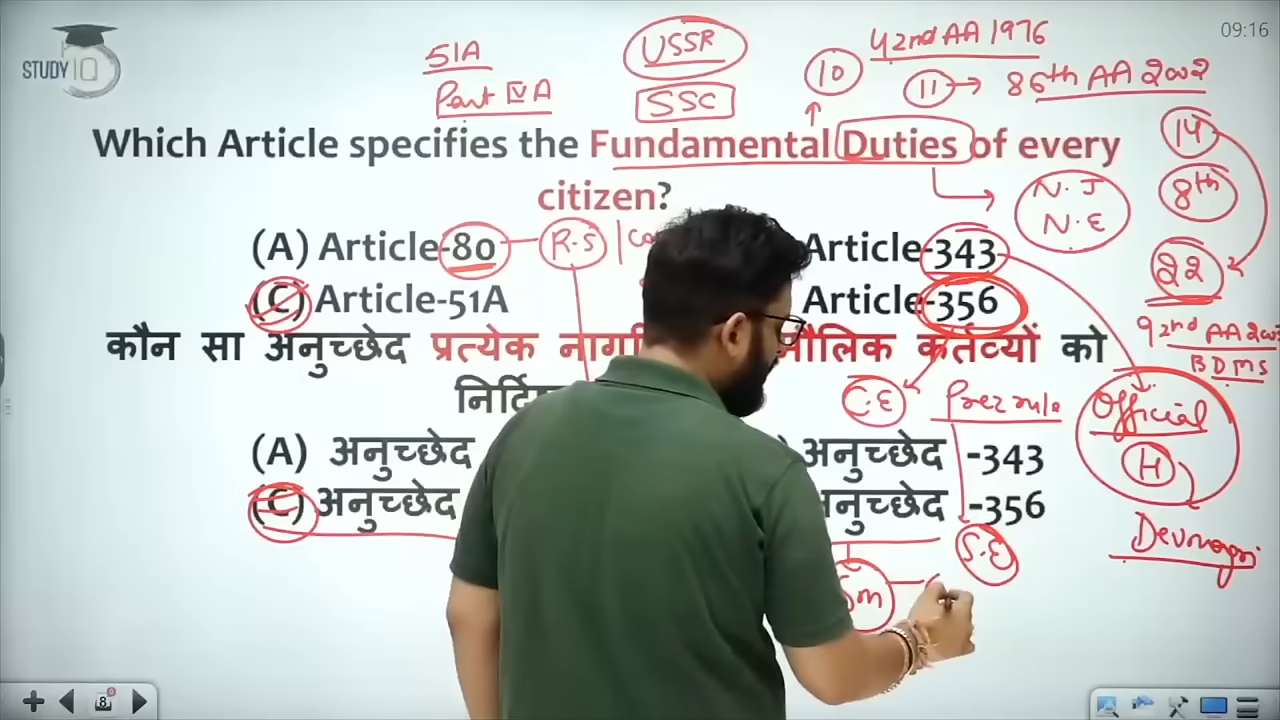 STUDY IQ
09:16
51A
Part IV A
USSR
SSC
10
42nd AA 1976
11 → 86th AA 2002
Which Article specifies the Fundamental Duties of every
citizen?
14
8th
22
N.J
N.E
(A) Article-80
R.S
Article-343
(C) Article-51A
Article-356
92nd AA
BDMS
कौन सा अनुच्छेद प्रत्येक
मौलिक कर्तव्यों को
C.E
Official
H
Devnagri
(A) अनुच्छेद
अनुच्छेद -343
(C) अनुच्छेद
अनुच्छेद -356
S.E
8